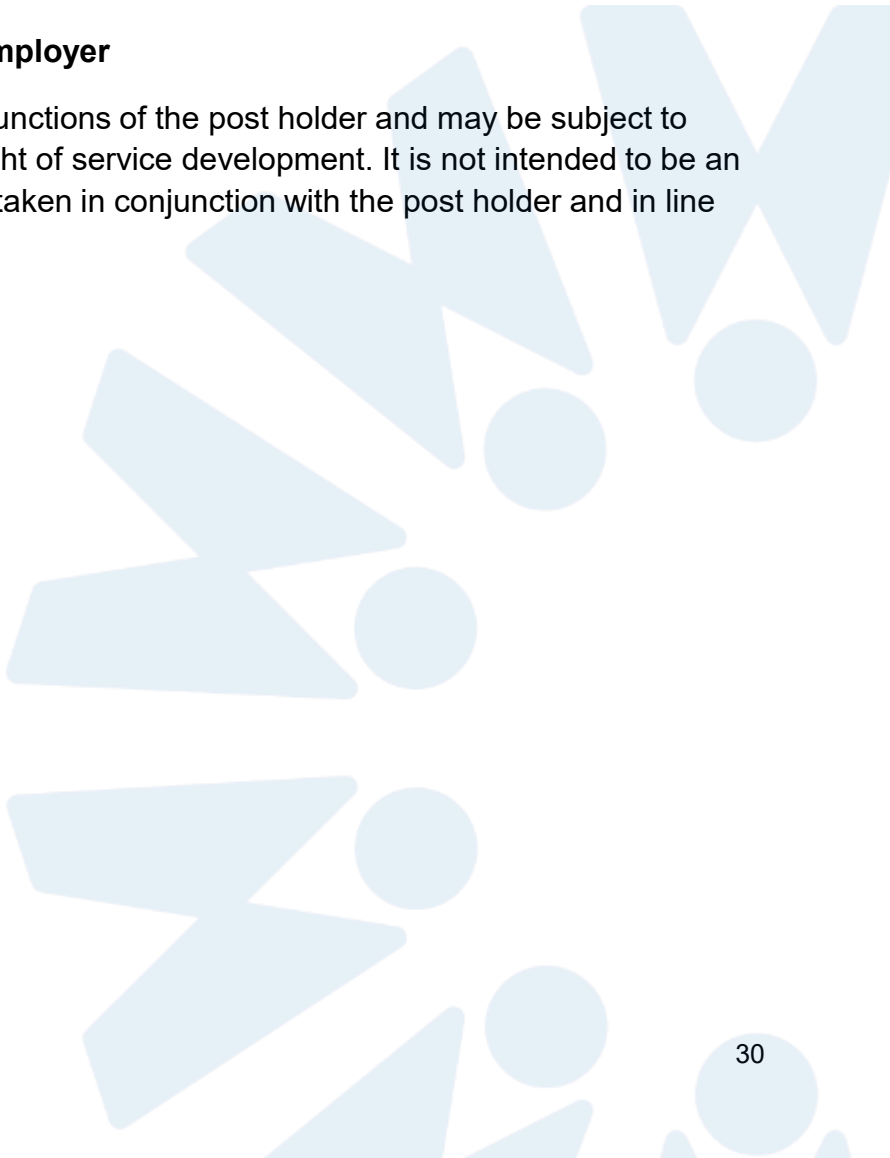 mployer
unctions of the post holder and may be subject to
ht of service development. It is not intended to be an
taken in conjunction with the post holder and in line
30